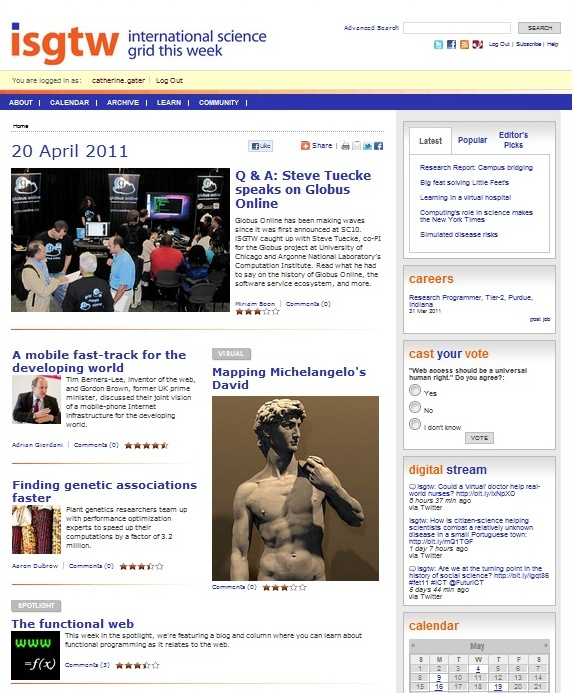 isgtw
international science
grid this week
Advanced Search
SEARCH
Log Out | Subscribe | Help
You are logged in as: catherine.gater | Log Out
ABOUT | CALENDAR | ARCHIVE | LEARN | COMMUNITY |
Home
20 April 2011
Like
Share
Q & A: Steve Tuecke
speaks on Globus
Online
Globus Online has been making waves
since it was first announced at SC10.
iSGTW caught up with Steve Tuecke, co-PI
for the Globus project at University of
Chicago and Argonne National Laboratory's
Computation Institute. Read what he had
to say on the history of Globus Online, the
software service ecosystem, and more.
Miriam Boon | Comments (0)
globus online
A mobile fast-track for the
developing world
Tim Berners-Lee, inventor of the web,
and Gordon Brown, former UK prime
minister, discussed their joint vision
of a mobile-phone Internet
infrastructure for the developing
world.
Adrian Giordani | Comments (0)
Finding genetic associations
faster
Plant genetics researchers team up
with performance optimization
experts to speed up their
computations by a factor of 3.2
million.
Aaron Dubrow | Comments (0)
VISUAL
Mapping Michelangelo's
David
Comments (0)
SPOTLIGHT
The functional web
www
=f(x)
This week in the spotlight, we're featuring a blog and column where you can learn about
functional programming as it relates to the web.
Comments (3)
Latest
Popular
Editor's
Picks
Research Report: Campus bridging
Big feat solving Little Feet's
Learning in a virtual hospital
Computing's role in science makes
the New York Times
Simulated disease risks
careers
Research Programmer, Tier-2, Purdue,
Indiana
21 Mar 2011
post job
cast your vote
"Web access should be a universal
human right." Do you agree?:
Yes
No
I don't know
VOTE
digital stream
isgtw: Could a 'Virtual' doctor help real-
world nurses? http://bit.ly/ixNpXO
8 hours 37 min ago
via Twitter
isgtw: How is citizen-science helping
scientists combat a relatively unknown
disease in a small Portuguese town:
http://bit.ly/mQ1TGF
1 day 7 hours ago
via Twitter
isgtw: Are we at the turning point in the
history of social science? http://bit.ly/igqt86
#fet11 #ICT @FuturICT
5 days 44 min ago
via Twitter
calendar
« May »
S M T W T F S
1 2 3 4 5 6 7
8 9 10 11 12 13 14
15 16 17 18 19 20 21